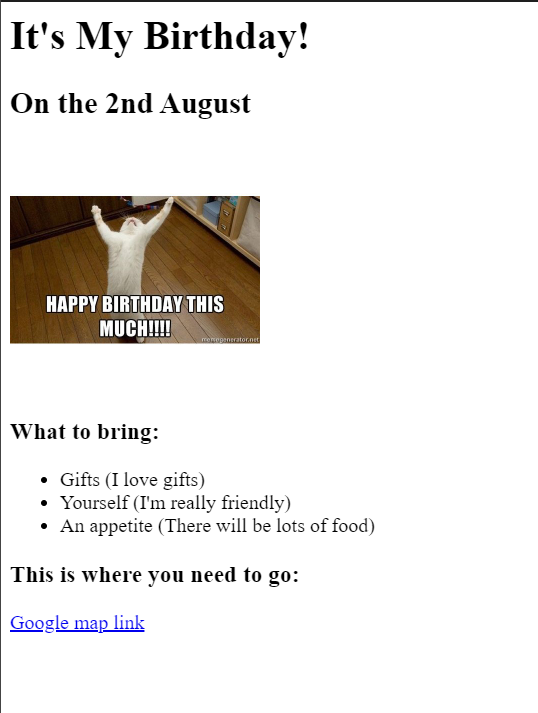 It's My Birthday!
On the 2nd August
HAPPY BIRTHDAY THIS
MUCH!!!!
memegenerator.net
What to bring:
Gifts (I love gifts)
Yourself (I'm really friendly)
An appetite (There will be lots of food)
This is where you need to go:
Google map link